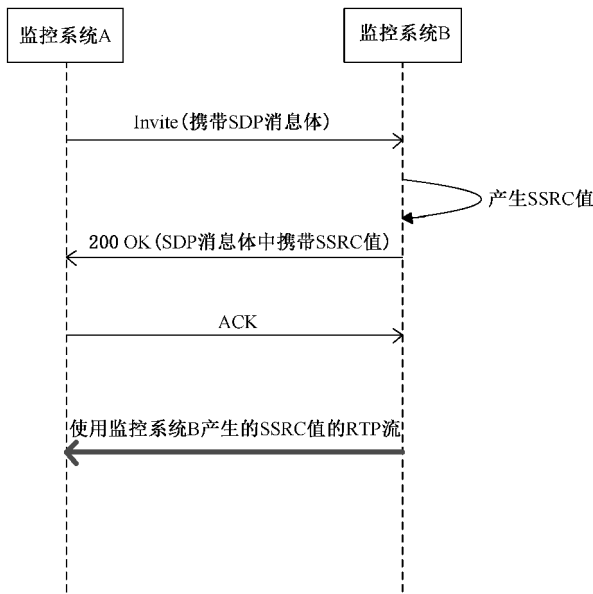 监控系统A
监控系统B
Invite(携带SDP消息体)
产生SSRC值
200 OK(SDP消息体中携带SSRC值)
ACK
使用监控系统B产生的SSRC值的RTP流